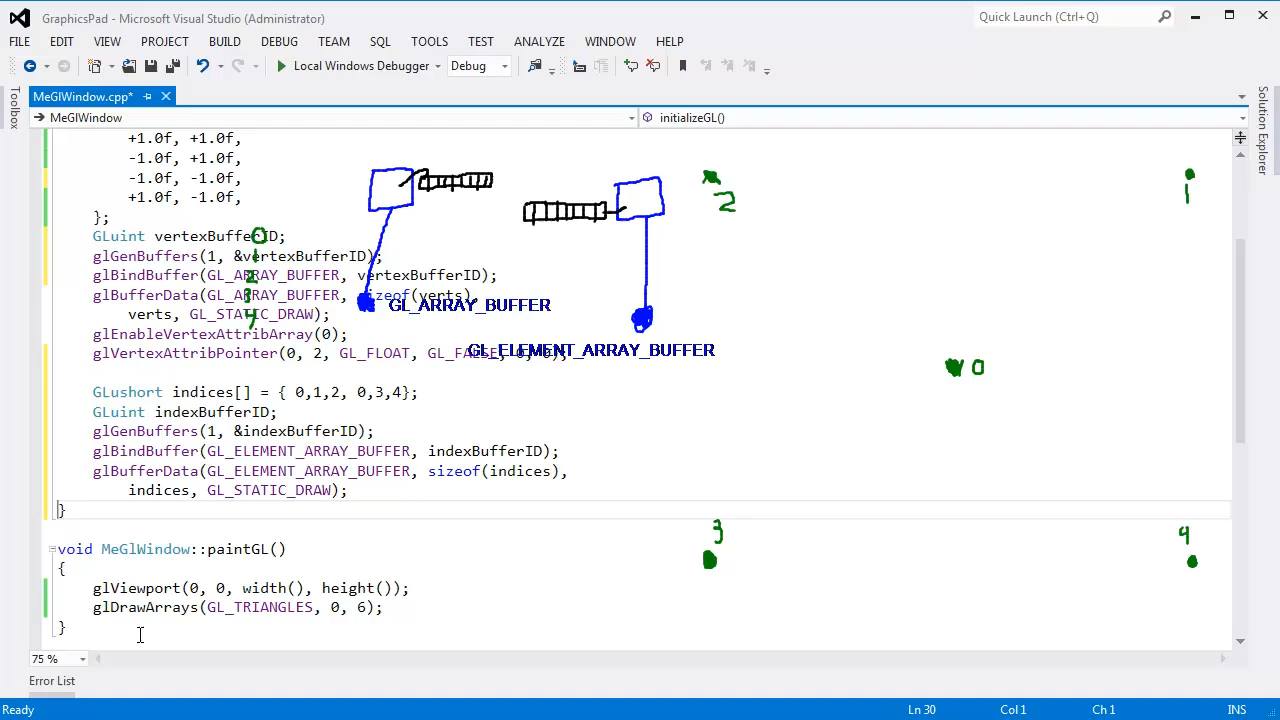 GraphicsPad - Microsoft Visual Studio (Administrator)
Quick Launch (Ctrl+Q)
FILE EDIT VIEW PROJECT BUILD DEBUG TEAM SQL TOOLS TEST ANALYZE WINDOW HELP
Local Windows Debugger Debug
Toolbox
MeGlWindow.cpp*
Solution Explorer
MeGlWindow initializeGL()
+1.0f, +1.0f,
-1.0f, +1.0f,
-1.0f, -1.0f,
+1.0f, -1.0f,
};
2
1
GLuint vertexBufferID;
0
glGenBuffers(1, &vertexBufferID);
1
glBindBuffer(GL_ARRAY_BUFFER, vertexBufferID);
2
glBufferData(GL_ARRAY_BUFFER, sizeof(verts),
3
GL_ARRAY_BUFFER
verts, GL_STATIC_DRAW);
4
glEnableVertexAttribArray(0);
glVertexAttribPointer(0, 2, GL_FLOAT, GL_FALSE, 0, 0);
GL_ELEMENT_ARRAY_BUFFER
0
GLushort indices[] = { 0,1,2, 0,3,4};
GLuint indexBufferID;
glGenBuffers(1, &indexBufferID);
glBindBuffer(GL_ELEMENT_ARRAY_BUFFER, indexBufferID);
glBufferData(GL_ELEMENT_ARRAY_BUFFER, sizeof(indices),
indices, GL_STATIC_DRAW);
}
3
4
void MeGlWindow::paintGL()
{
glViewport(0, 0, width(), height());
glDrawArrays(GL_TRIANGLES, 0, 6);
}
75 %
Error List
Ready Ln 30 Col 1 Ch 1 INS